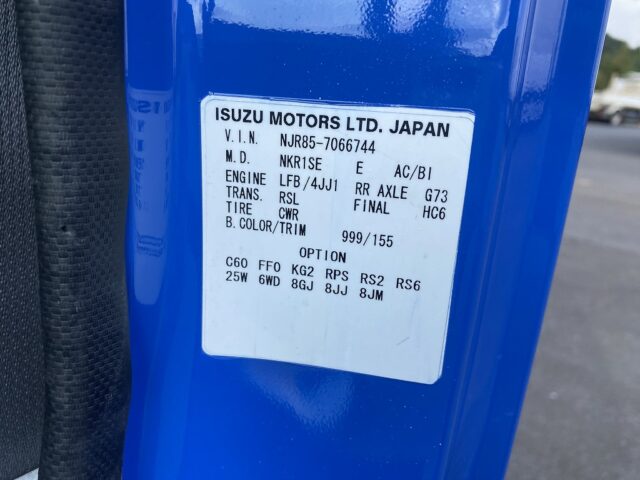 ISUZU MOTORS LTD. JAPAN
V.I.N. NJR85-7066744
M.D. NKR1SE E AC/BI
ENGINE LFB/4JJ1 RR AXLE G73
TRANS. RSL FINAL HC6
TIRE CWR
B.COLOR/TRIM 999/155
OPTION
C60 FF0 KG2 RPS RS2 RS6
25W 6WD 8GJ 8JJ 8JM